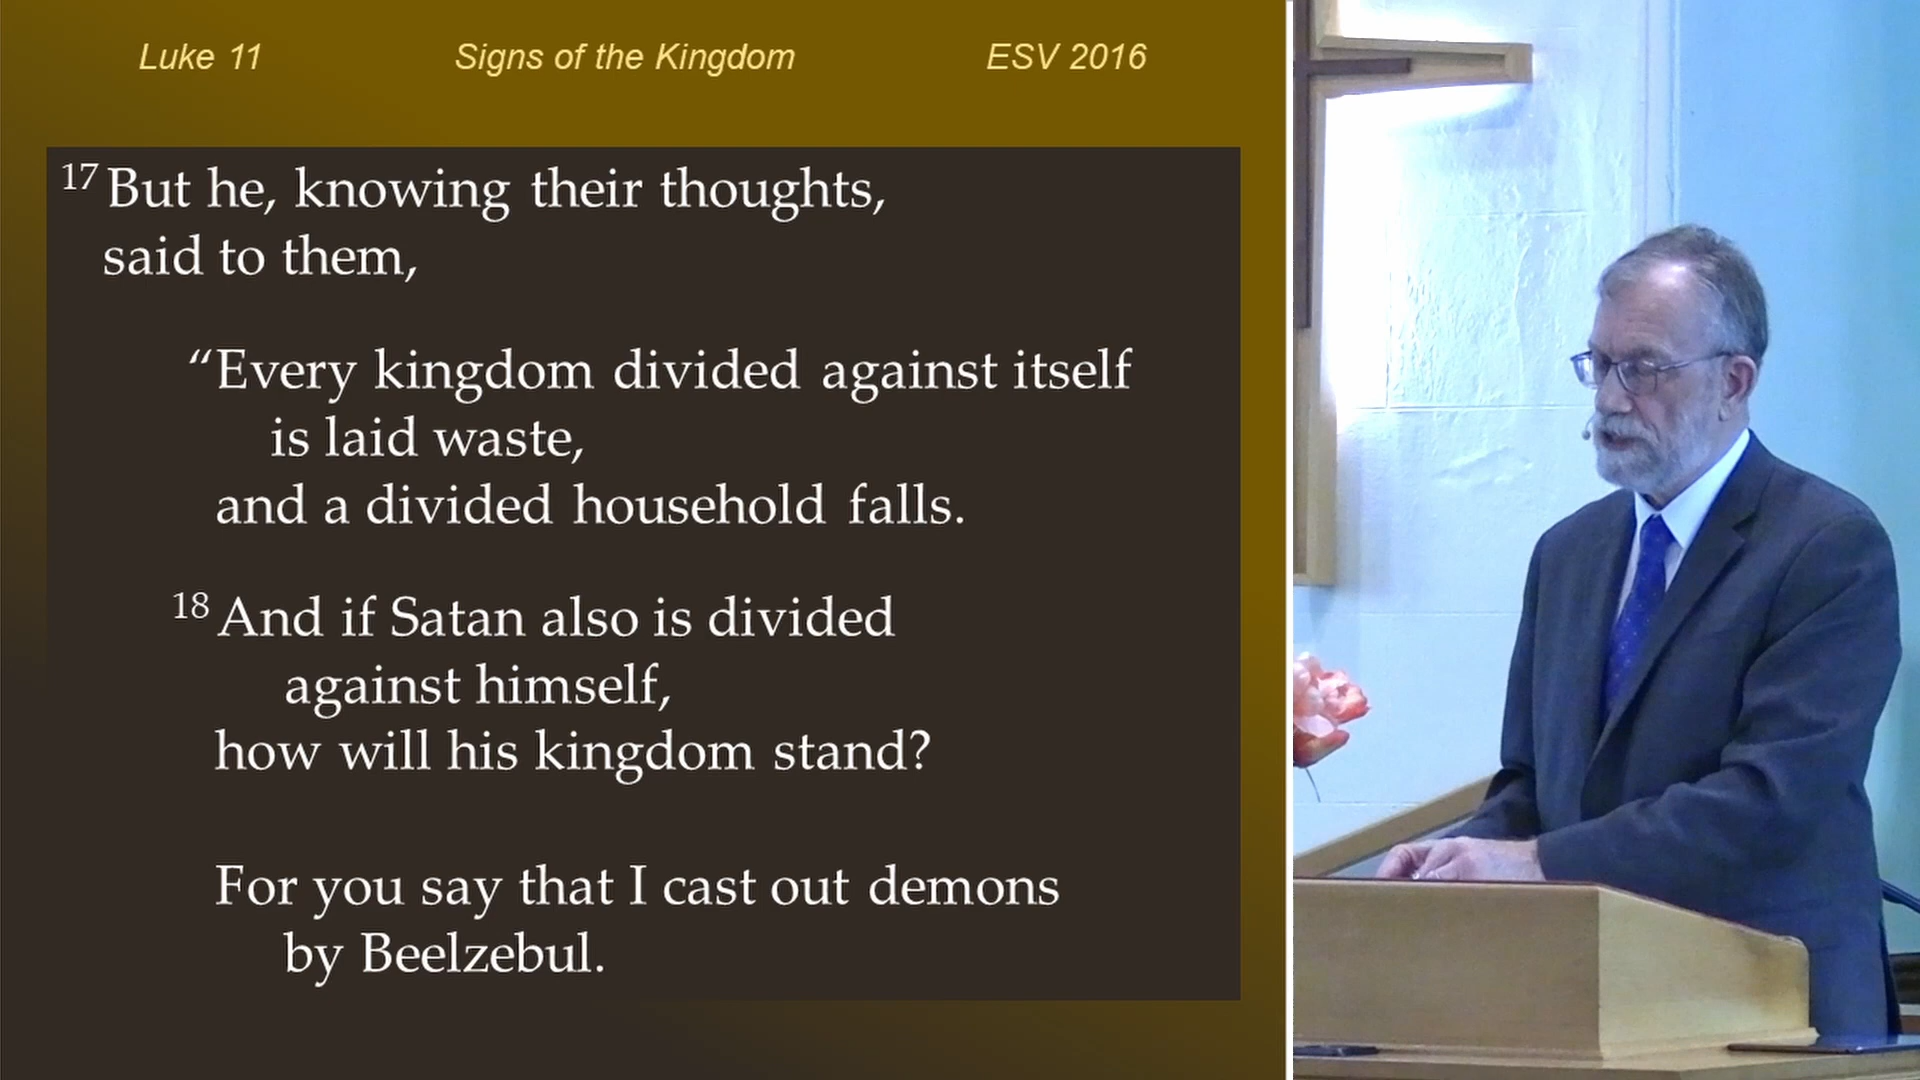 Luke 11 Signs of the Kingdom ESV 2016
17 But he, knowing their thoughts,
said to them,
“Every kingdom divided against itself
is laid waste,
and a divided household falls.
18 And if Satan also is divided
against himself,
how will his kingdom stand?
For you say that I cast out demons
by Beelzebul.